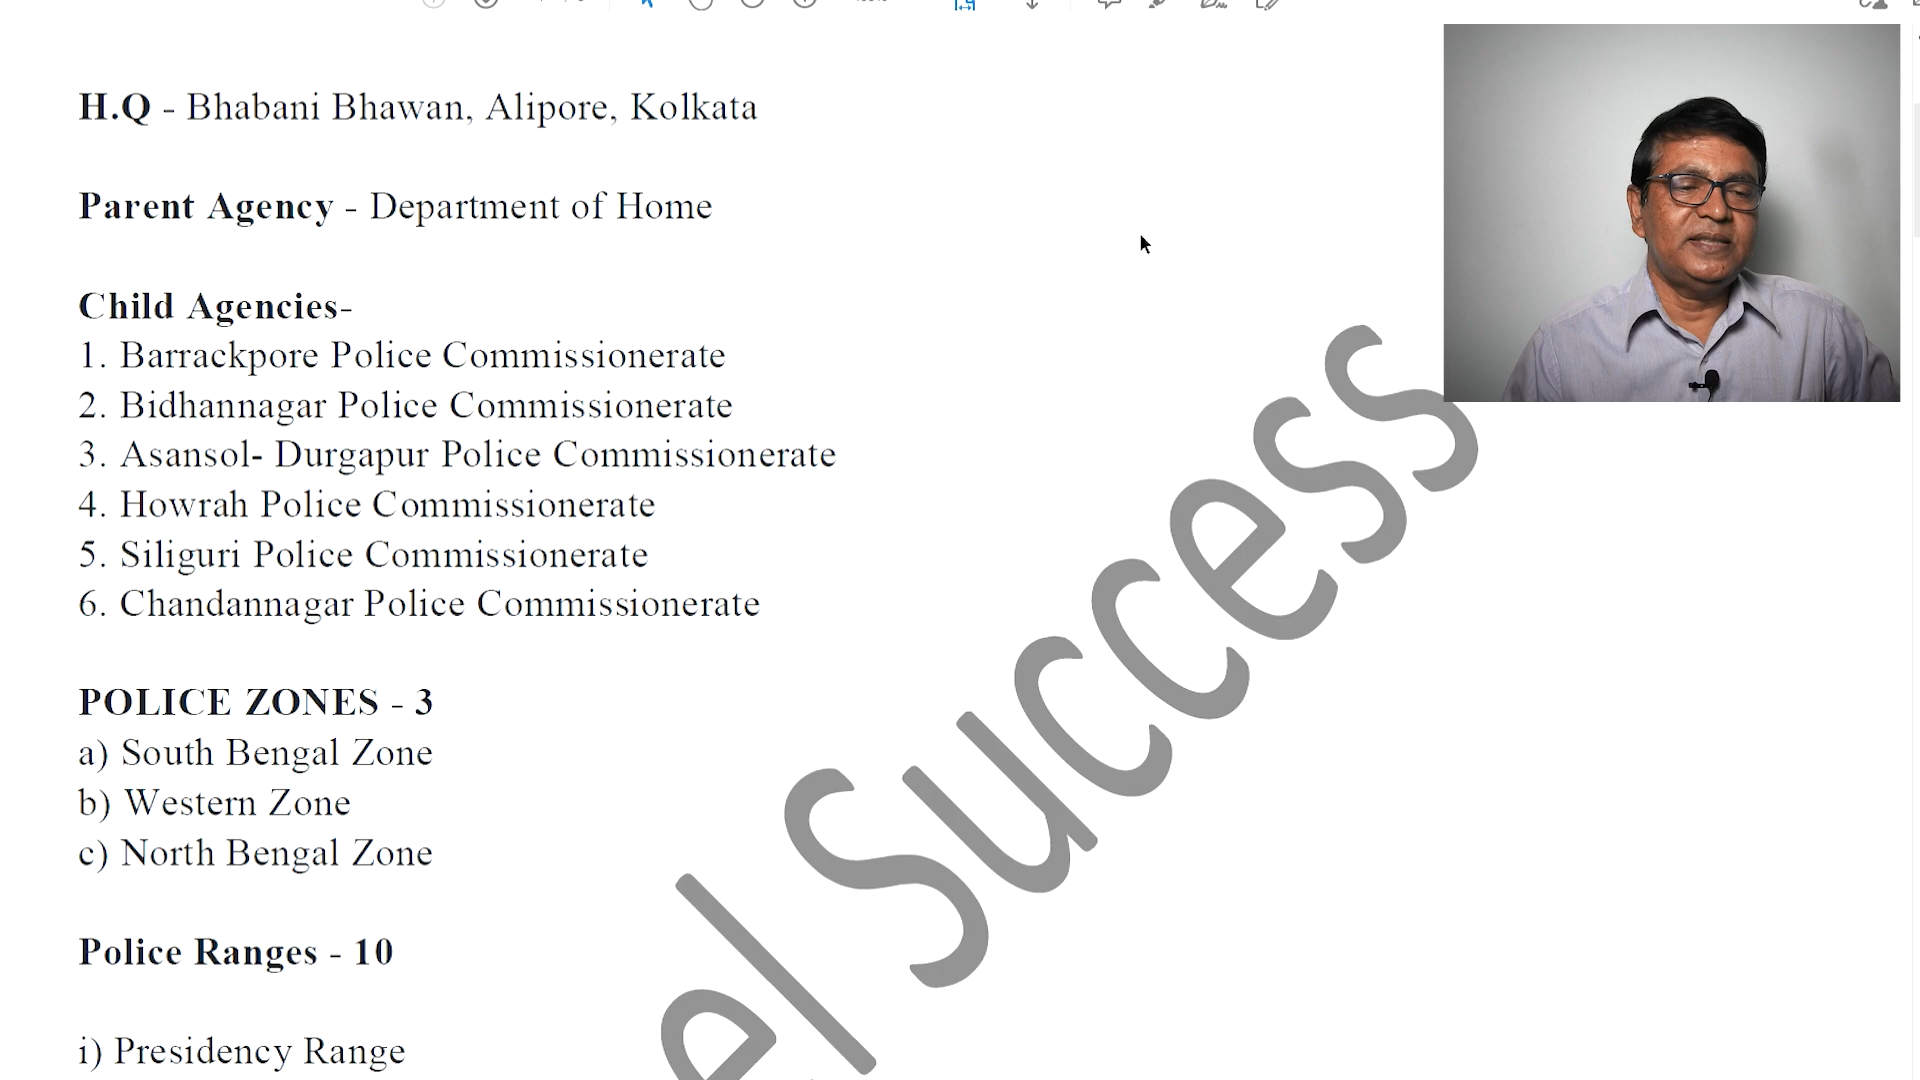 H.Q - Bhabani Bhawan, Alipore, Kolkata
Parent Agency - Department of Home
Child Agencies-
1. Barrackpore Police Commissionerate
2. Bidhannagar Police Commissionerate
3. Asansol- Durgapur Police Commissionerate
4. Howrah Police Commissionerate
5. Siliguri Police Commissionerate
6. Chandannagar Police Commissionerate
POLICE ZONES - 3
a) South Bengal Zone
b) Western Zone
c) North Bengal Zone
Police Ranges - 10
i) Presidency Range
el Success